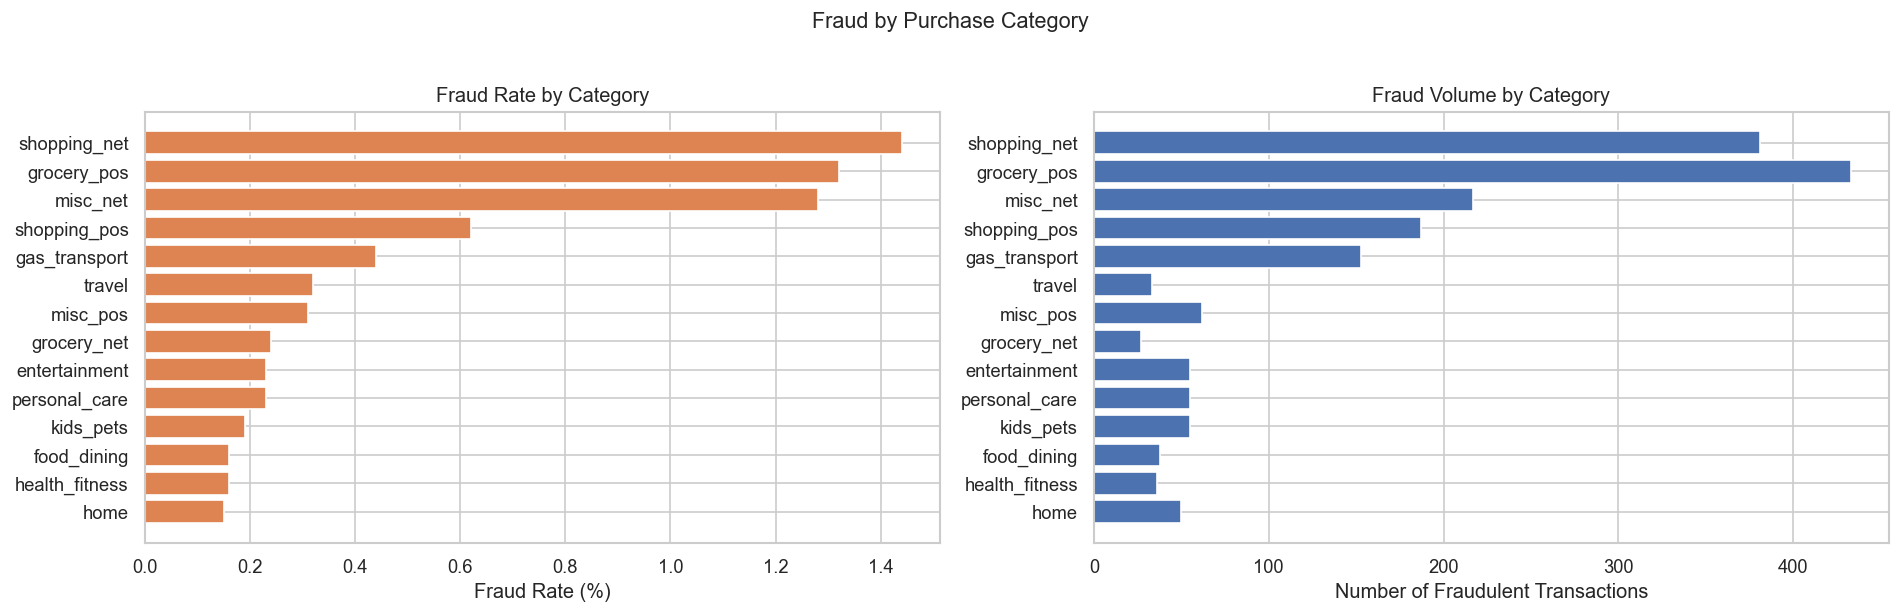 Fraud by Purchase Category
Fraud Rate by Category
shopping_net
grocery_pos
misc_net
shopping_pos
gas_transport
travel
misc_pos
grocery_net
entertainment
personal_care
kids_pets
food_dining
health_fitness
home
0.0 0.2 0.4 0.6 0.8 1.0 1.2 1.4
Fraud Rate (%)
Fraud Volume by Category
shopping_net
grocery_pos
misc_net
shopping_pos
gas_transport
travel
misc_pos
grocery_net
entertainment
personal_care
kids_pets
food_dining
health_fitness
home
0 100 200 300 400
Number of Fraudulent Transactions